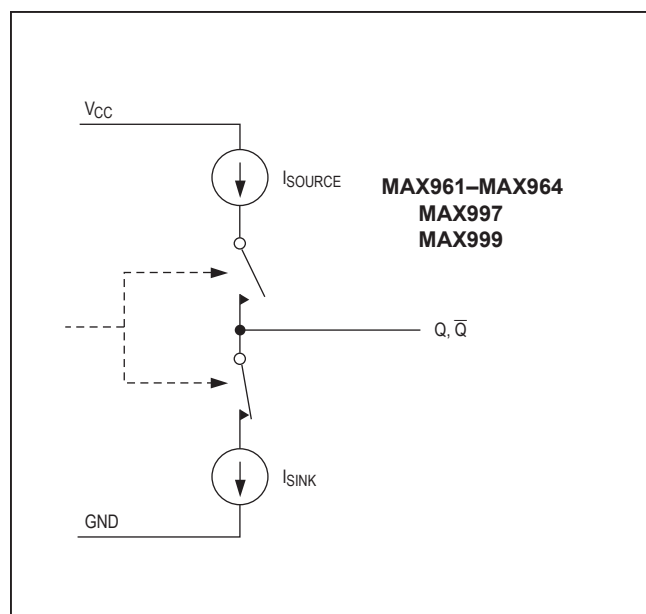 VCC
ISOURCE
MAX961–MAX964
MAX997
MAX999
Q, Q̅
ISINK
GND